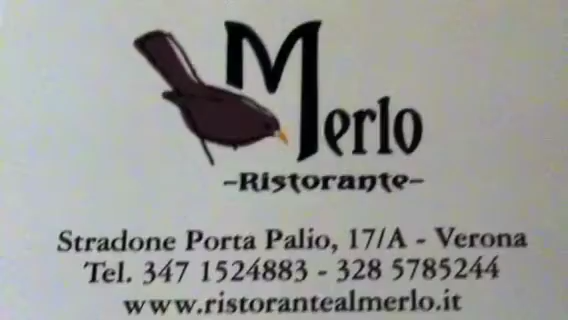 Merlo
-Ristorante-
Stradone Porta Palio, 17/A - Verona
Tel. 347 1524883 - 328 5785244
www.ristorantealmerlo.it